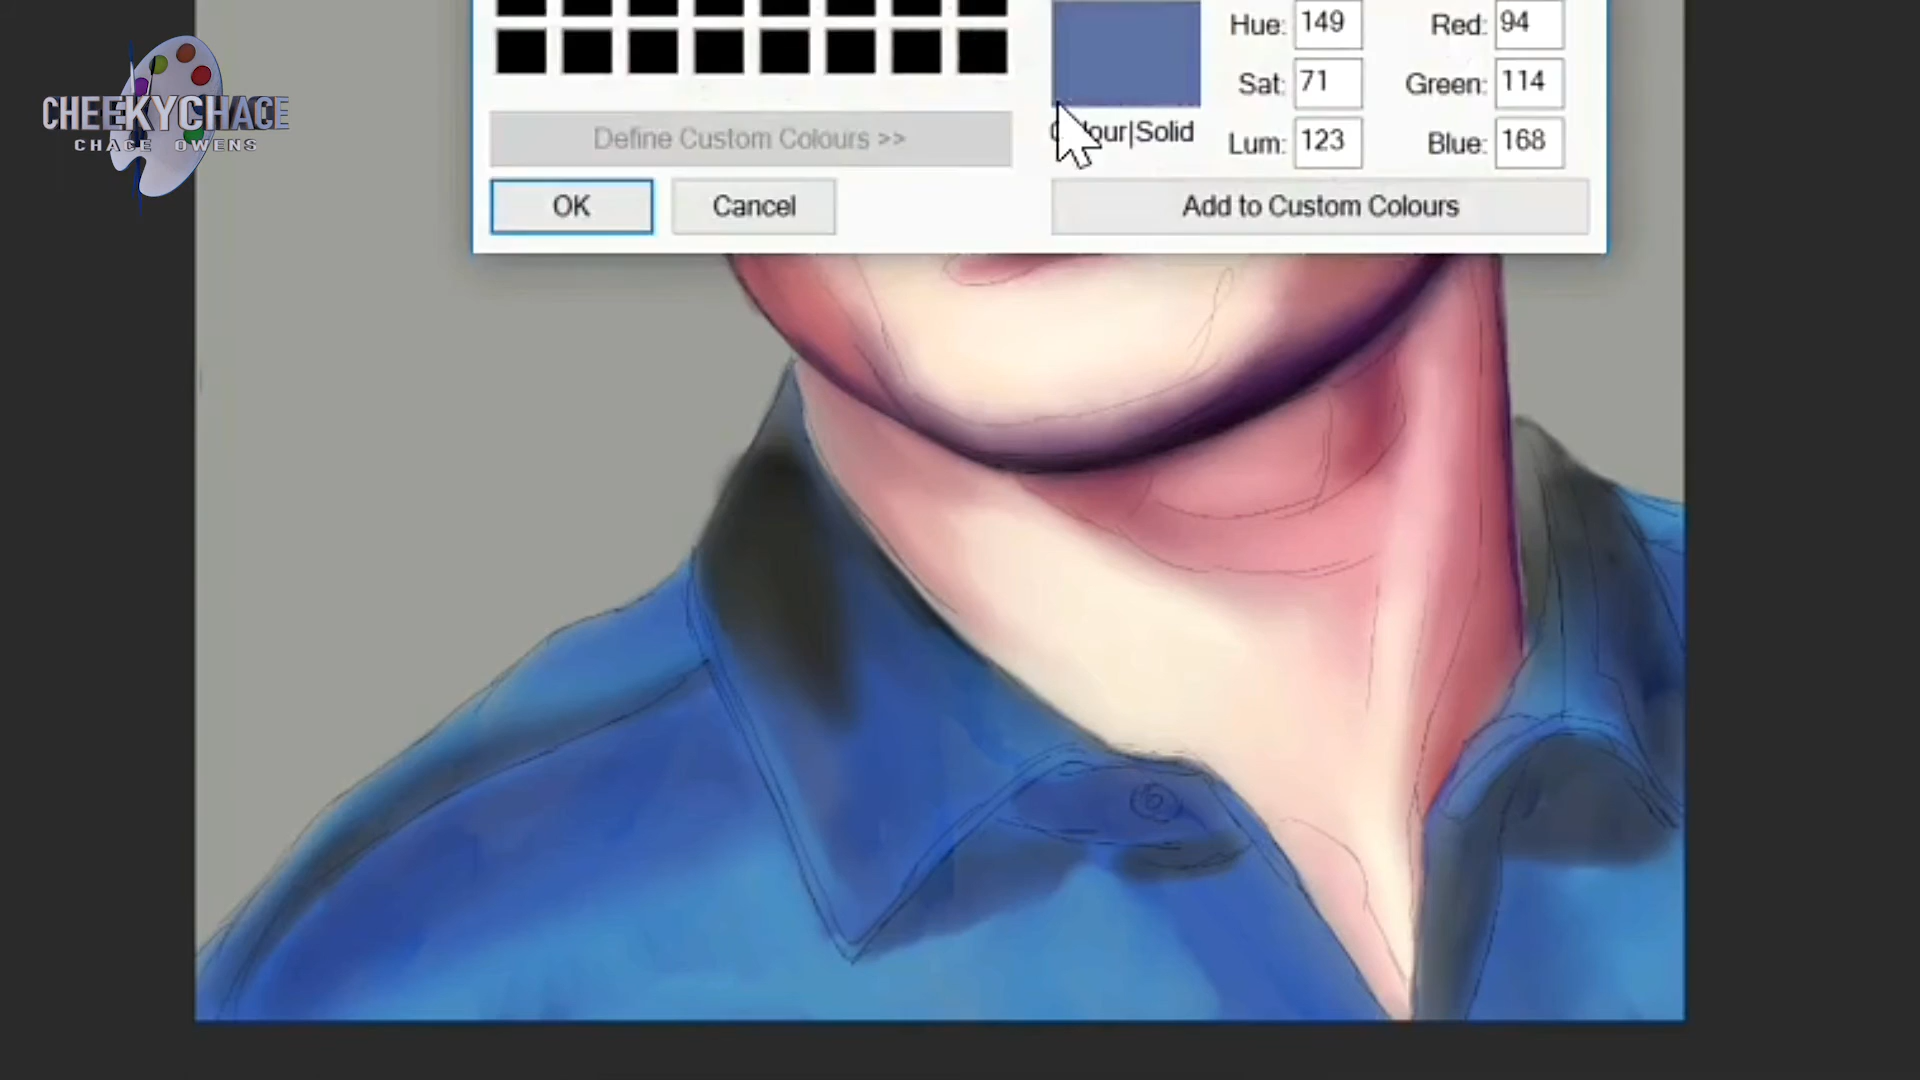 CHEEKYCHACE
CHACE OWENS
Hue: 149
Red: 94
Sat: 71
Green: 114
Colour|Solid
Lum: 123
Blue: 168
Define Custom Colours >>
OK
Cancel
Add to Custom Colours